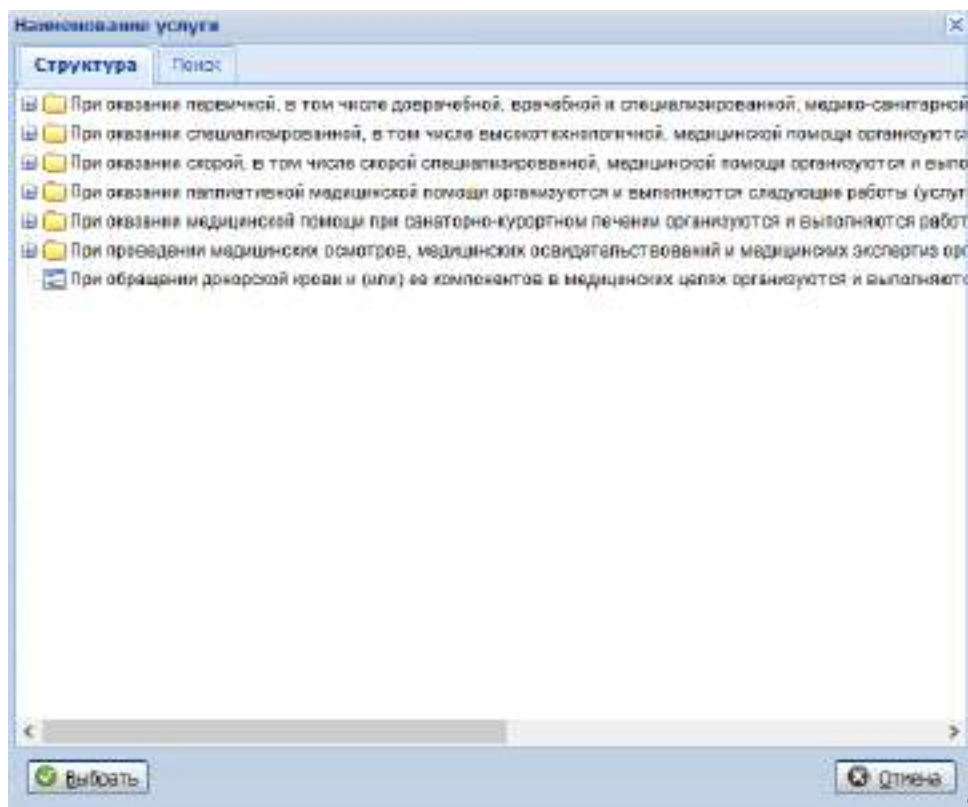 Наименование услуги
Структура
Поиск
При оказании первичной, в том числе доврачебной, врачебной и специализированной, медико-санитарной
При оказании специализированной, в том числе высокотехнологичной, медицинской помощи организуются
При оказании скорой, в том числе скорой специализированной, медицинской помощи организуются и выпо
При оказании паллиативной медицинской помощи организуются и выполняются следующие работы (услуг
При оказании медицинской помощи при санаторно-курортном лечении организуются и выполняются работ
При проведении медицинских осмотров, медицинских освидетельствований и медицинских экспертиз орг
При обращении донорской крови и (или) ее компонентов в медицинских целях организуются и выполняютс
Выбрать
Отмена